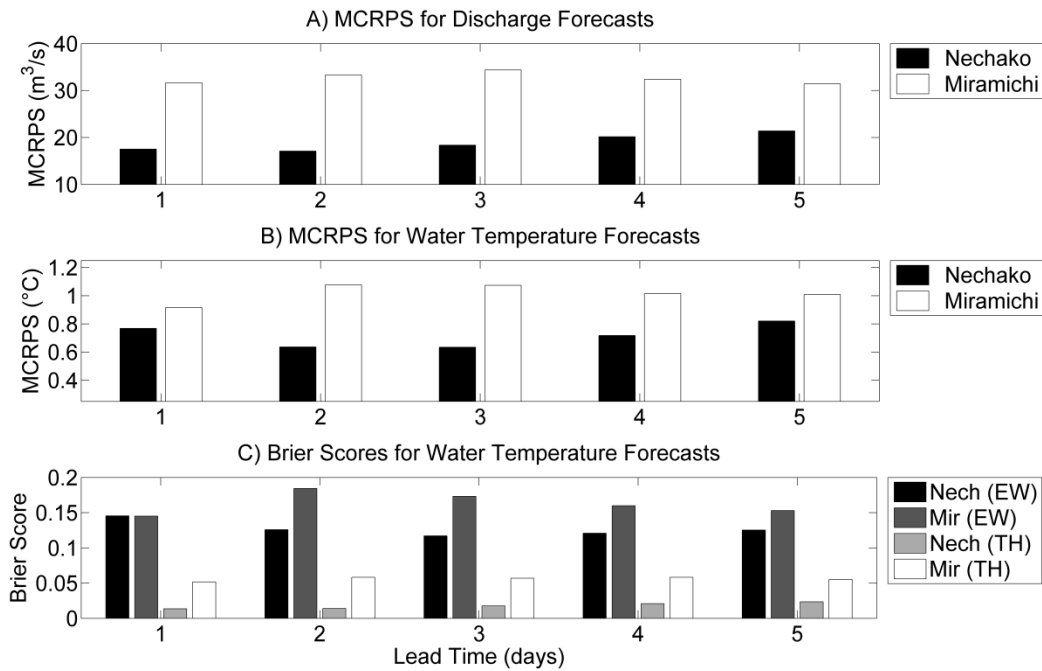 A) MCRPS for Discharge Forecasts
MCRPS (m³/s)
40
30
20
10
1 2 3 4 5
Nechako
Miramichi
B) MCRPS for Water Temperature Forecasts
MCRPS (°C)
1.2
1
0.8
0.6
0.4
1 2 3 4 5
Nechako
Miramichi
C) Brier Scores for Water Temperature Forecasts
Brier Score
0.2
0.15
0.1
0.05
0
1 2 3 4 5
Lead Time (days)
Nech (EW)
Mir (EW)
Nech (TH)
Mir (TH)